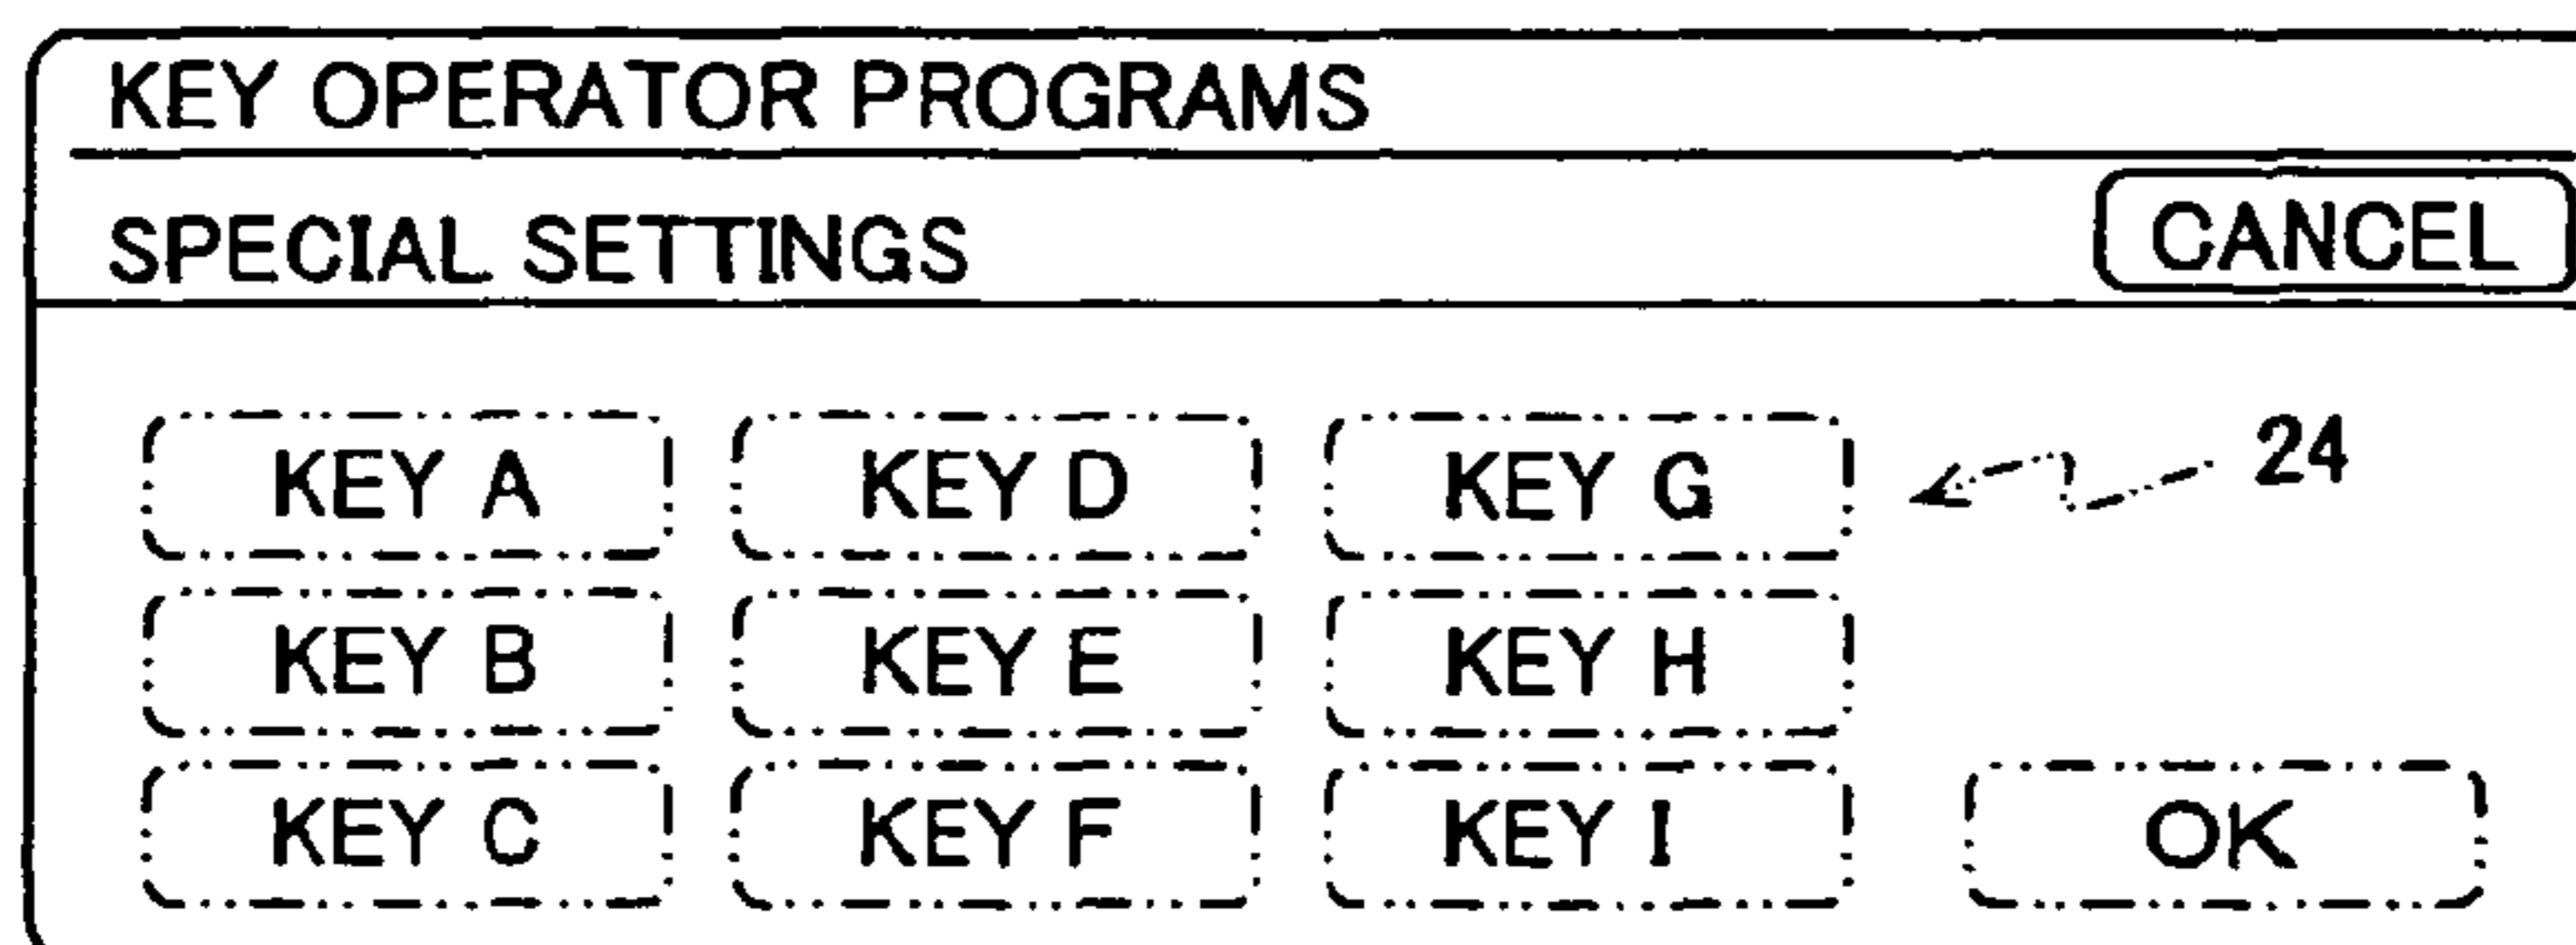 KEY OPERATOR PROGRAMS
SPECIAL SETTINGS CANCEL
KEY A KEY D KEY G 24
KEY B KEY E KEY H
KEY C KEY F KEY I OK